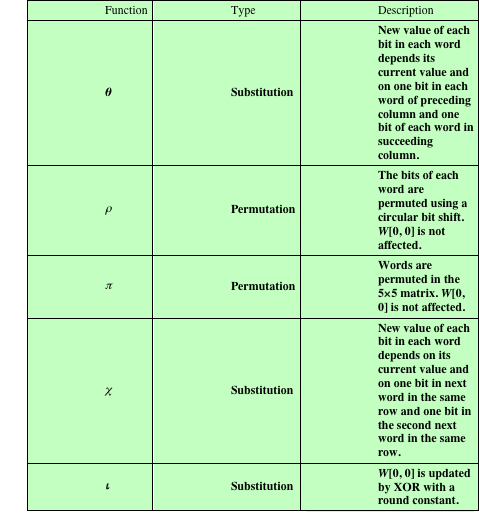 Function Type Description
θ Substitution New value of each
bit in each word
depends its
current value and
on one bit in each
word of preceding
column and one
bit of each word in
succeeding
column.
ρ Permutation The bits of each
word are
permuted using a
circular bit shift.
W[0, 0] is not
affected.
π Permutation Words are
permuted in the
5×5 matrix. W[0,
0] is not affected.
χ Substitution New value of each
bit in each word
depends on its
current value and
on one bit in next
word in the same
row and one bit in
the second next
word in the same
row.
ι Substitution W[0, 0] is updated
by XOR with a
round constant.